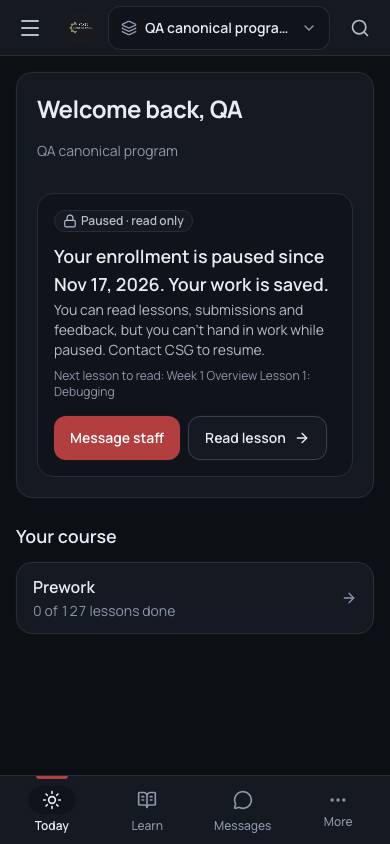 QA canonical progra...
Welcome back, QA
QA canonical program
Paused · read only
Your enrollment is paused since
Nov 17, 2026. Your work is saved.
You can read lessons, submissions and
feedback, but you can't hand in work while
paused. Contact CSG to resume.
Next lesson to read: Week 1 Overview Lesson 1:
Debugging
Message staff
Read lesson
Your course
Prework
0 of 127 lessons done
Today
Learn
Messages
More